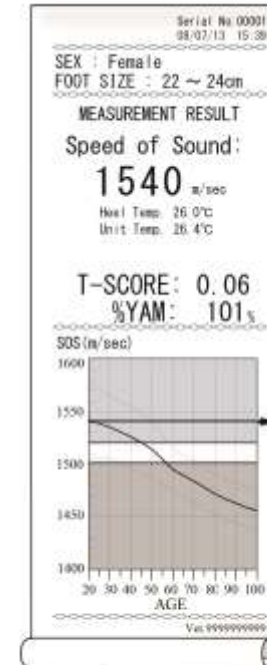 Serial No.00001
08/07/13 15:39
SEX : Female
FOOT SIZE : 22 ~ 24cm
MEASUREMENT RESULT
Speed of Sound:
1540 m/sec
Heel Temp. 26.0℃
Unit Temp. 26.4℃
T-SCORE: 0.06
%YAM: 101%
SOS(m/sec)
1600
1550
1500
1450
1400
20 30 40 50 60 70 80 90 100
AGE
Ver.9999999999